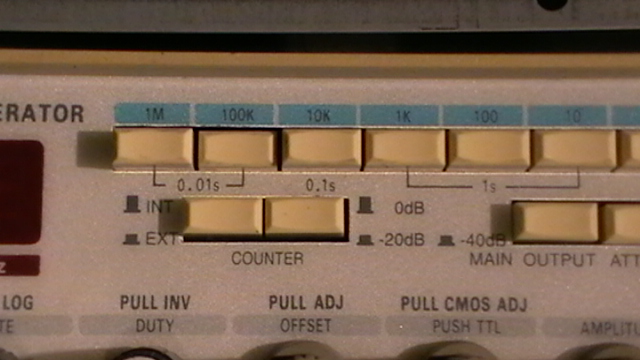 ERATOR 1M 100K 10K 1K 100 10
0.01s 0.1s 1s
INT 0dB
EXT -20dB -40dB
COUNTER MAIN OUTPUT ATT
LOG PULL INV PULL ADJ PULL CMOS ADJ
TE DUTY OFFSET PUSH TTL AMPLITU